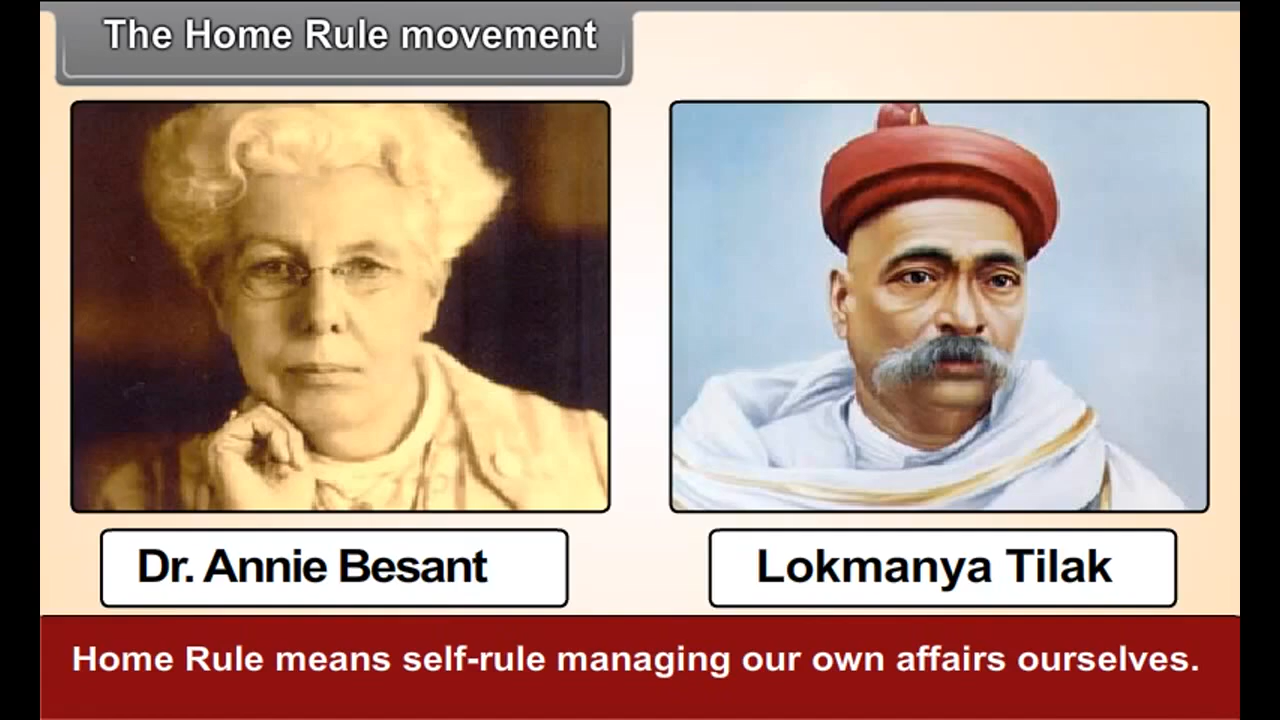 The Home Rule movement
Dr. Annie Besant
Lokmanya Tilak
Home Rule means self-rule managing our own affairs ourselves.